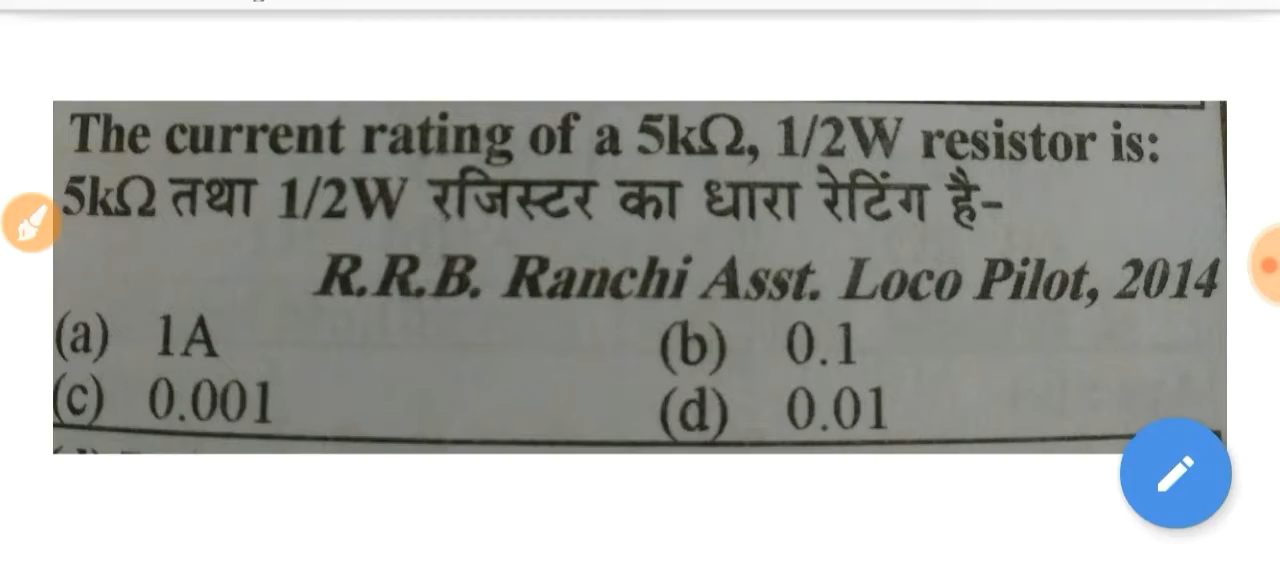 The current rating of a 5kΩ, 1/2W resistor is:
5kΩ तथा 1/2W रजिस्टर का धारा रेटिंग है-
R.R.B. Ranchi Asst. Loco Pilot, 2014
(a) 1A (b) 0.1
(c) 0.001 (d) 0.01